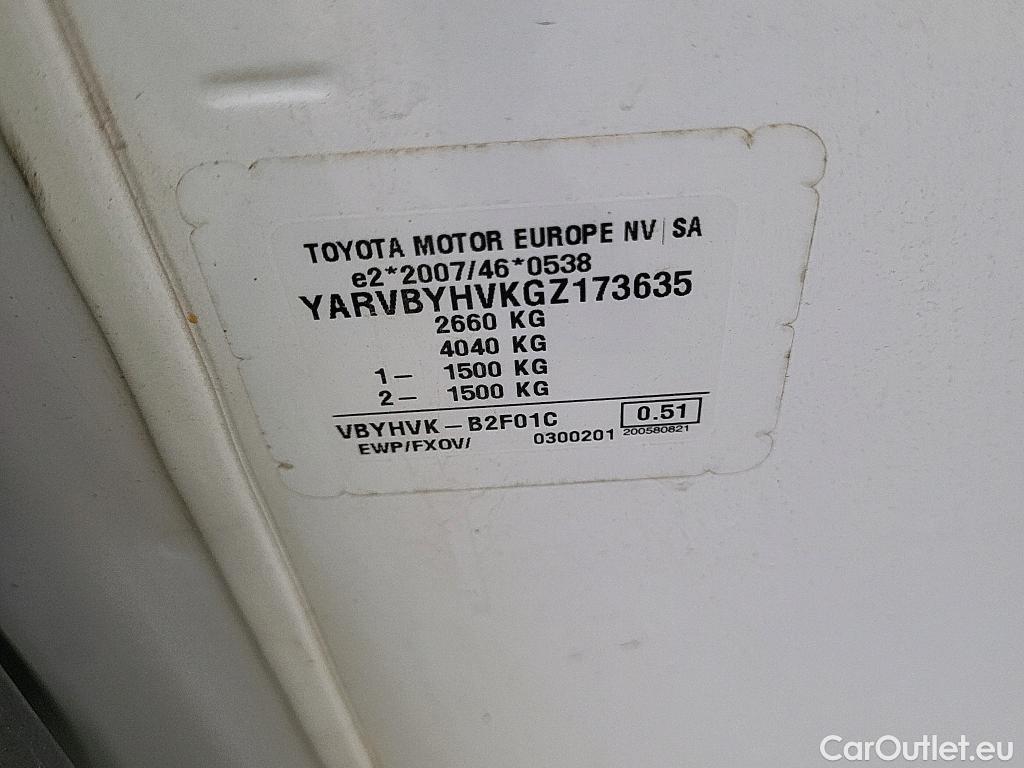 TOYOTA MOTOR EUROPE NV|SA
e2*2007/46*0538
YARVBYHVKGZ173635
2660 KG
4040 KG
1- 1500 KG
2- 1500 KG
VBYHVK-B2F01C 0.51
EWP/FXOV/ 0300201 200580821
CarOutlet.eu